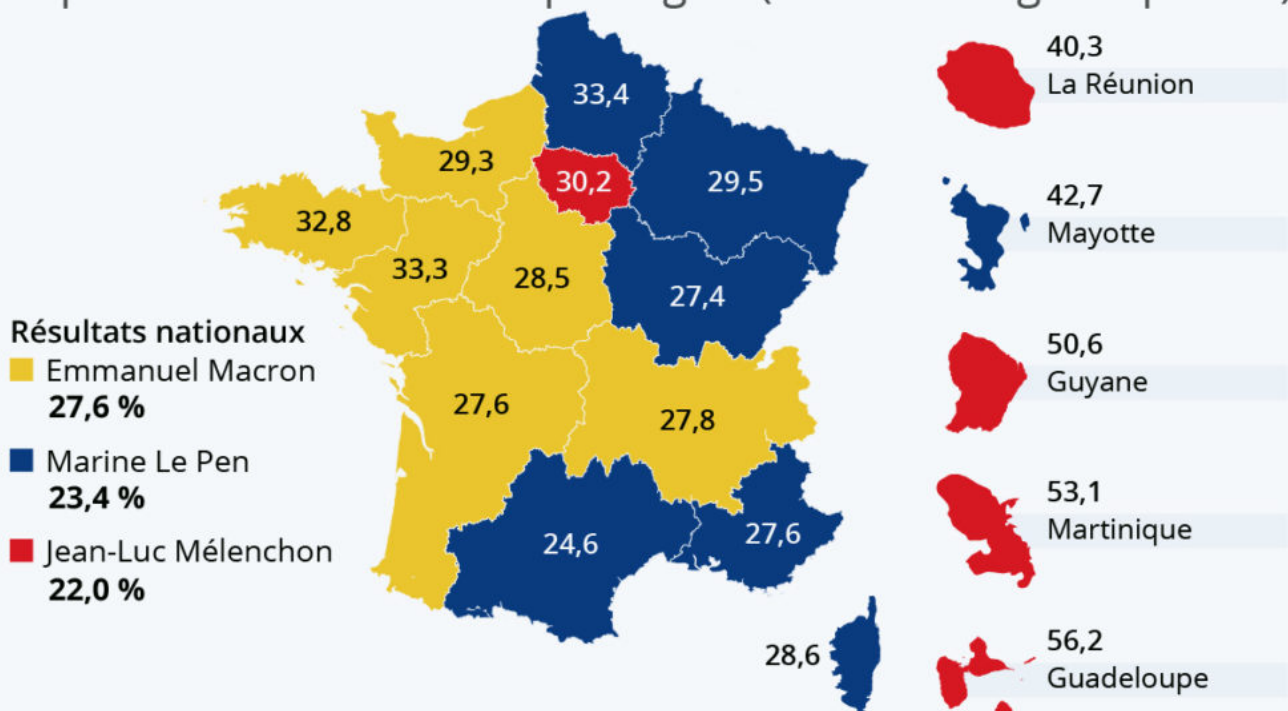 33,4
29,3
30,2
29,5
32,8
33,3
28,5
27,4
27,6
27,8
24,6
27,6
28,6
Résultats nationaux
Emmanuel Macron
27,6 %
Marine Le Pen
23,4 %
Jean-Luc Mélenchon
22,0 %
40,3
La Réunion
42,7
Mayotte
50,6
Guyane
53,1
Martinique
56,2
Guadeloupe